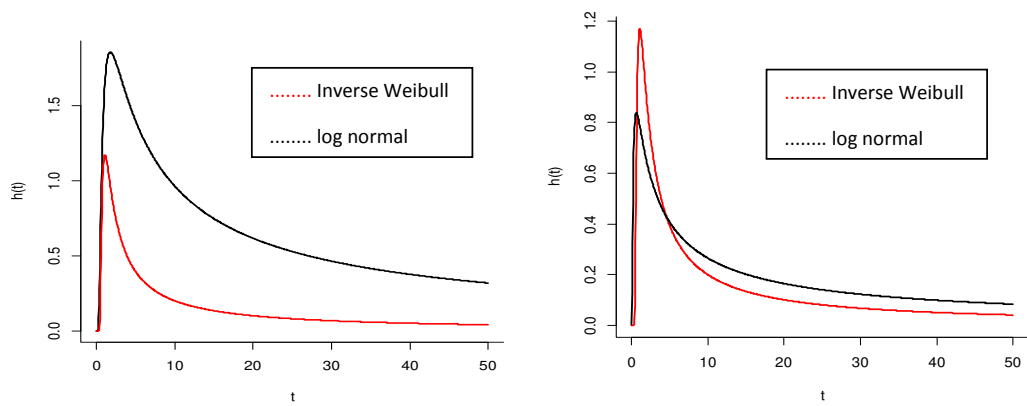 h(t)
1.5
1.0
0.5
0.0
0 10 20 30 40 50
t
........ Inverse Weibull
........ log normal
h(t)
1.2
1.0
0.8
0.6
0.4
0.2
0.0
0 10 20 30 40 50
t
........ Inverse Weibull
........ log normal